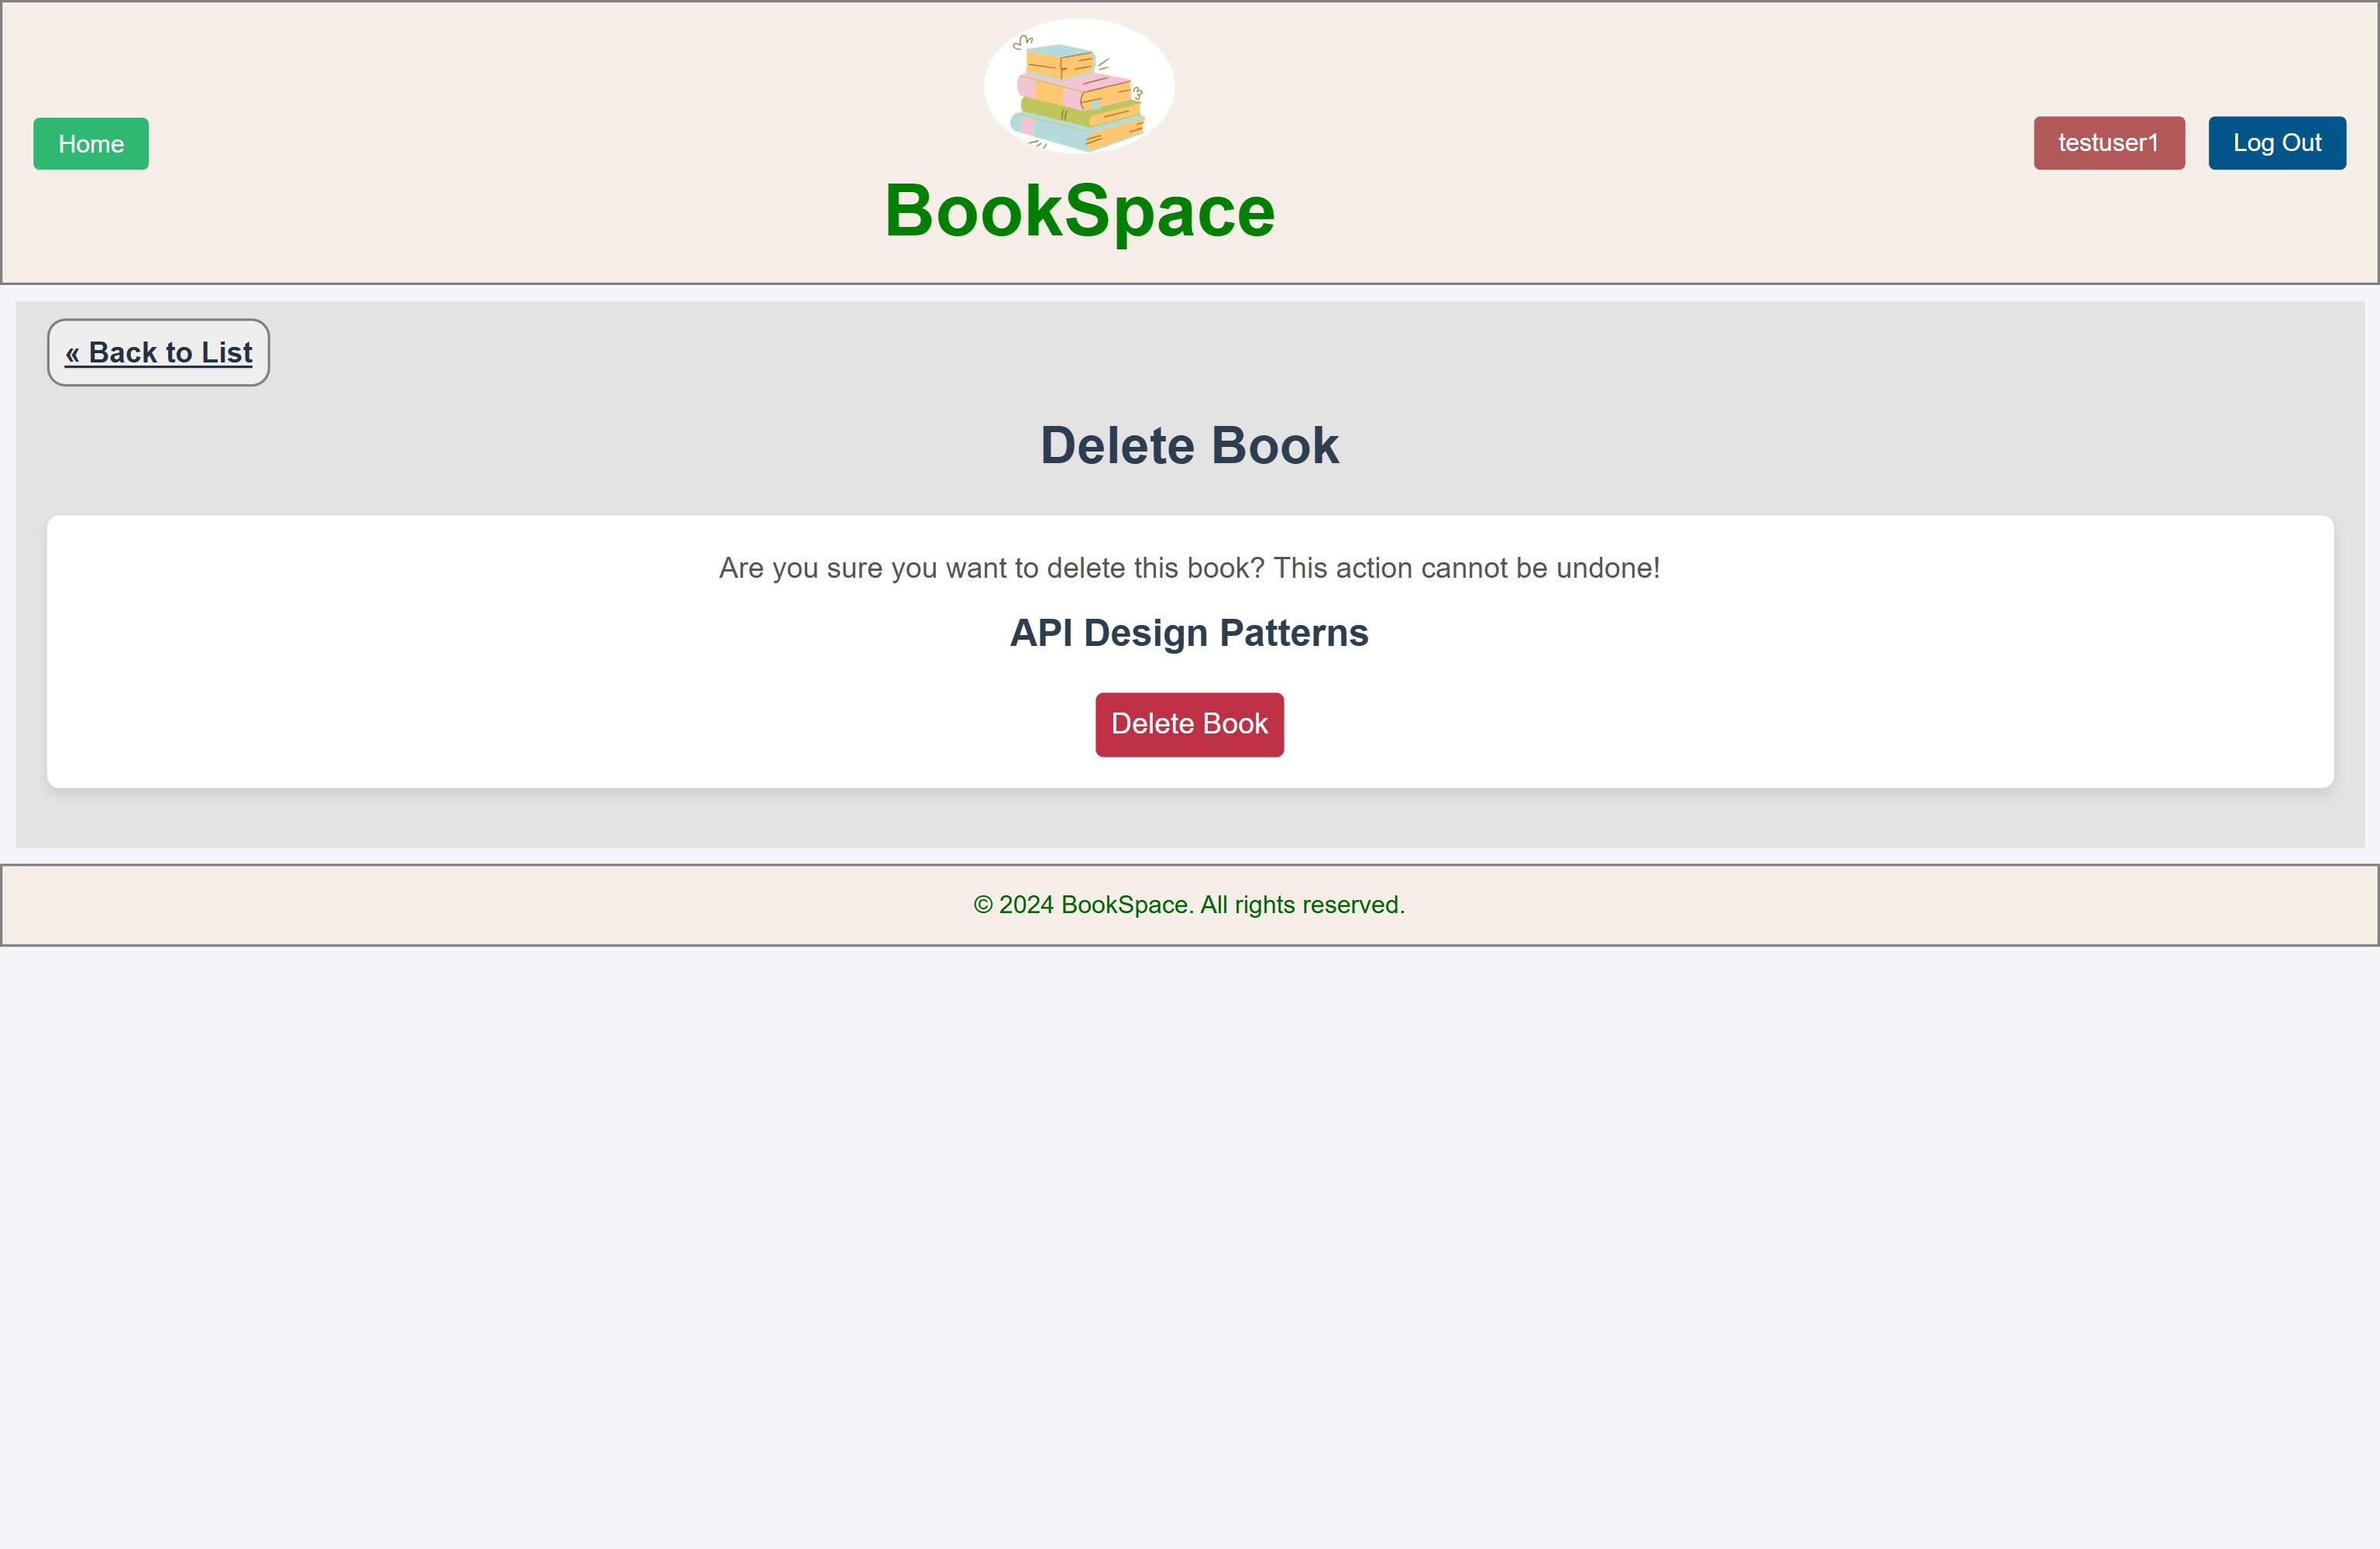 Home
BookSpace
testuser1
Log Out
« Back to List
Delete Book
Are you sure you want to delete this book? This action cannot be undone!
API Design Patterns
Delete Book
© 2024 BookSpace. All rights reserved.